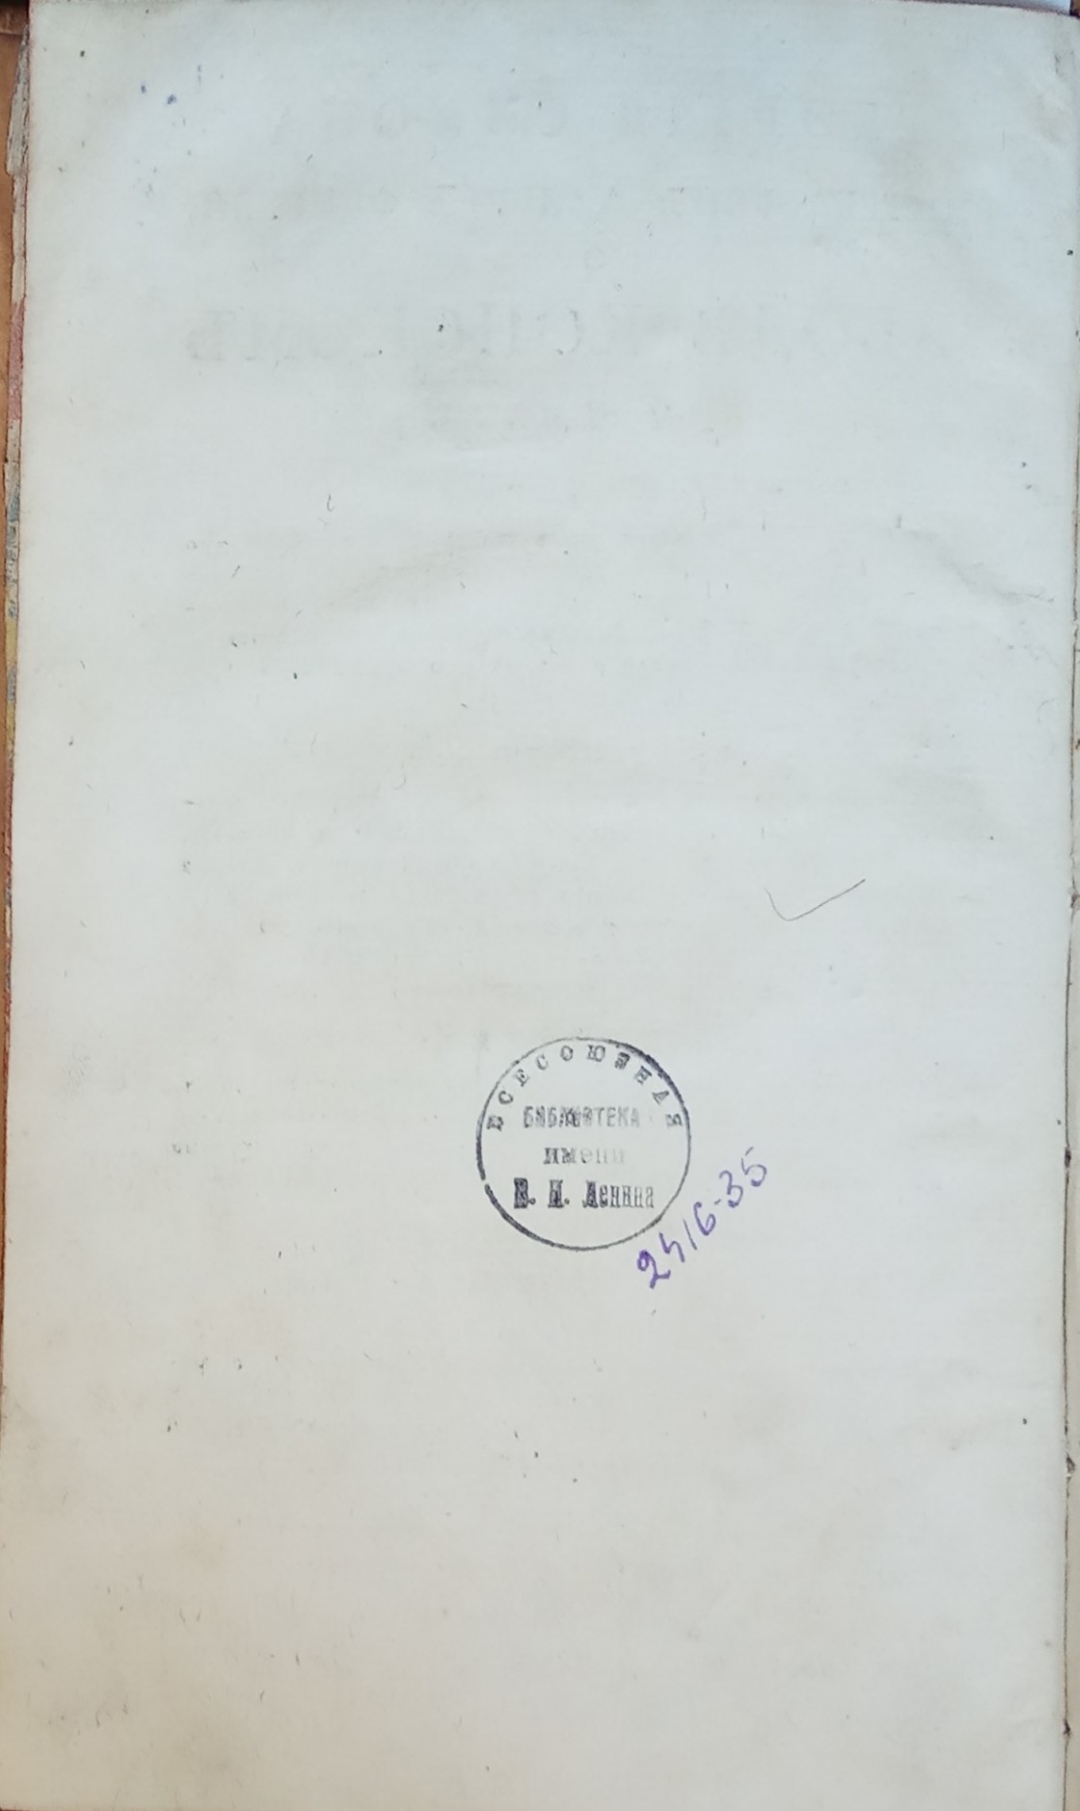 ВСЕСОЮЗНАЯ
БИБЛИОТЕКА
имени
В. И. Ленина
2416-35